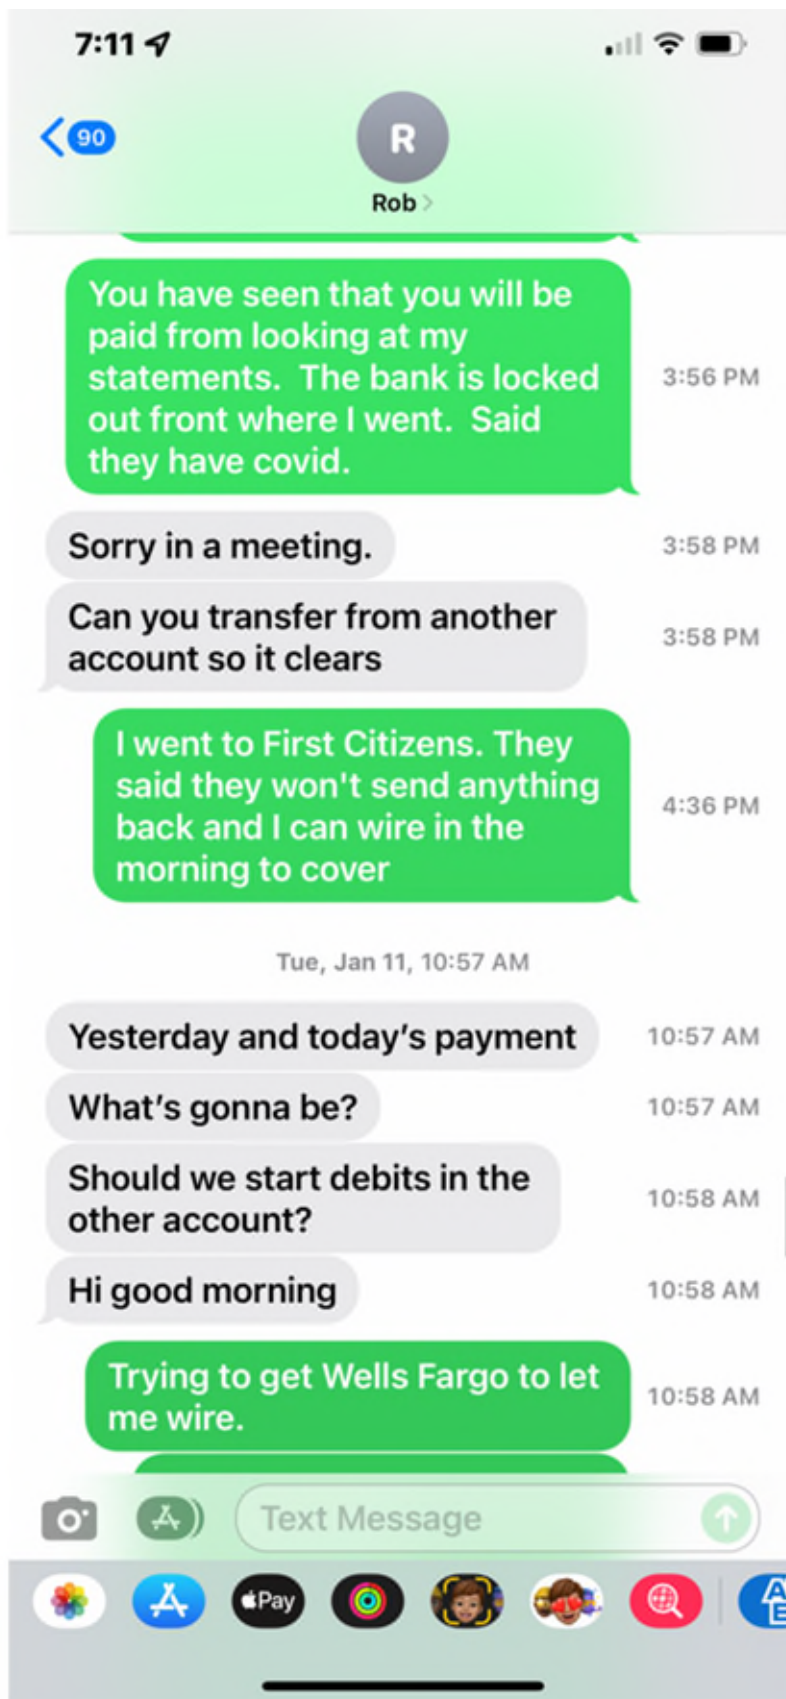 7:11
90
R
Rob
You have seen that you will be
paid from looking at my
statements.  The bank is locked
out front where I went.  Said
they have covid.
3:56 PM
Sorry in a meeting.
3:58 PM
Can you transfer from another
account so it clears
3:58 PM
I went to First Citizens. They
said they won't send anything
back and I can wire in the
morning to cover
4:36 PM
Tue, Jan 11, 10:57 AM
Yesterday and today’s payment
10:57 AM
What’s gonna be?
10:57 AM
Should we start debits in the
other account?
10:58 AM
Hi good morning
10:58 AM
Trying to get Wells Fargo to let
me wire.
10:58 AM
Text Message
Pay